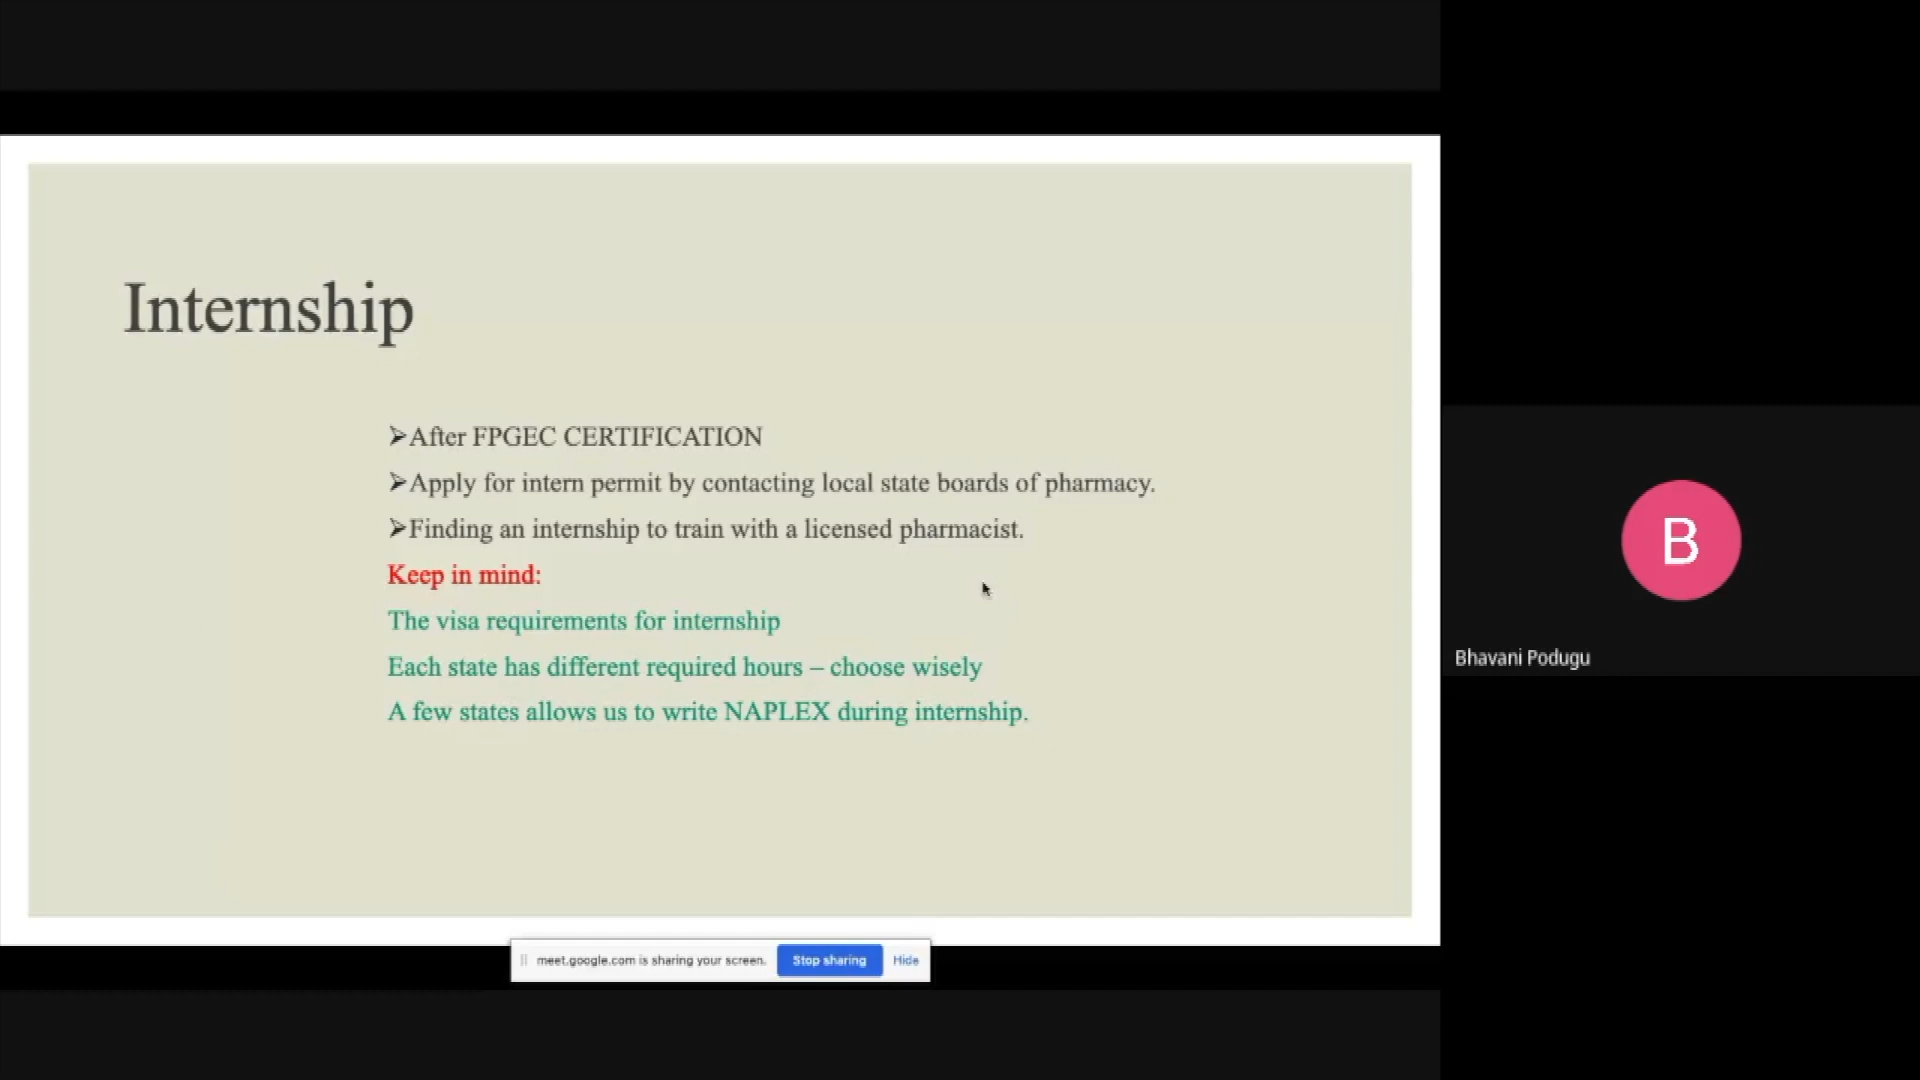 Internship
➢After FPGEC CERTIFICATION
➢Apply for intern permit by contacting local state boards of pharmacy.
➢Finding an internship to train with a licensed pharmacist.
Keep in mind:
The visa requirements for internship
Each state has different required hours – choose wisely
A few states allows us to write NAPLEX during internship.
meet.google.com is sharing your screen. Stop sharing Hide
B
Bhavani Podugu